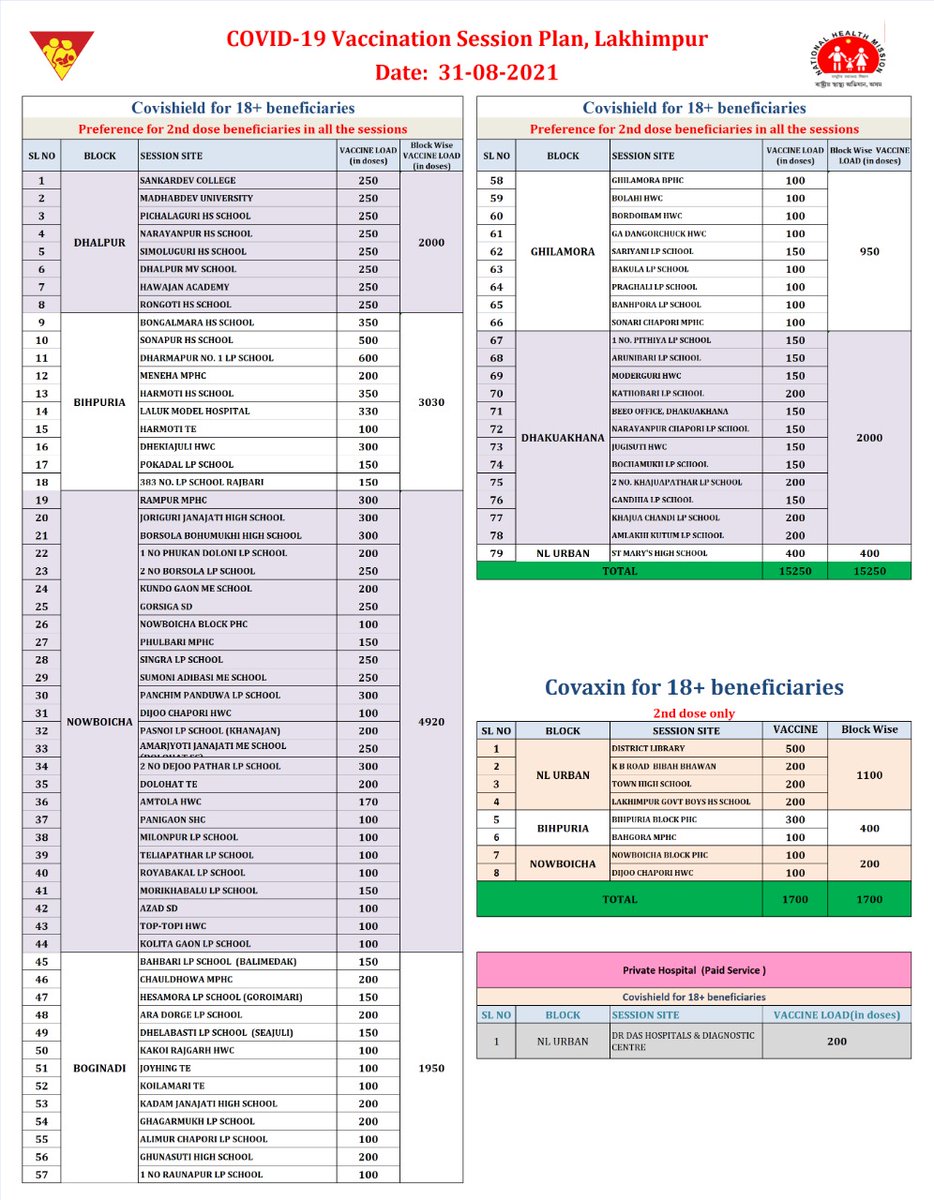 COVID-19 Vaccination Session Plan, Lakhimpur
Date: 31-08-2021
NATIONAL HEALTH MISSION
ৰাষ্ট্ৰীয় স্বাস্থ্য অভিযান, অসম
Covishield for 18+ beneficiaries
Preference for 2nd dose beneficiaries in all the sessions
SL NO BLOCK SESSION SITE VACCINE LOAD (in doses) Block Wise VACCINE LOAD (in doses)
1 SANKARDEV COLLEGE 250
2 MADHABDEV UNIVERSITY 250
3 PICHALAGURI HS SCHOOL 250
4 NARAYANPUR HS SCHOOL 250
DHALPUR 2000
5 SIMOLUGURI HS SCHOOL 250
6 DHALPUR MV SCHOOL 250
7 HAWAJAN ACADEMY 250
8 RONGOTI HS SCHOOL 250
9 BONGALMARA HS SCHOOL 350
10 SONAPUR HS SCHOOL 500
11 DHARMAPUR NO. 1 LP SCHOOL 600
12 MENEHA MPHC 200
13 HARMOTI HS SCHOOL 350
BIHPURIA 3030
14 LALUK MODEL HOSPITAL 330
15 HARMOTI TE 100
16 DHEKIAJULI HWC 300
17 POKADAL LP SCHOOL 150
18 383 NO. LP SCHOOL RAJBARI 150
19 RAMPUR MPHC 300
20 JORIGURI JANAJATI HIGH SCHOOL 300
21 BORSOLA BOHUMUKHI HIGH SCHOOL 300
22 1 NO PHUKAN DOLONI LP SCHOOL 200
23 2 NO BORSOLA LP SCHOOL 250
24 KUNDO GAON ME SCHOOL 200
25 GORSIGA SD 250
26 NOWBOICHA BLOCK PHC 100
27 PHULBARI MPHC 150
28 SINGRA LP SCHOOL 250
29 SUMONI ADIBASI ME SCHOOL 250
30 PANCHIM PANDUWA LP SCHOOL 300
31 DIJOO CHAPORI HWC 100
NOWBOICHA 4920
32 PASNOI LP SCHOOL (KHANAJAN) 200
33 AMARJYOTI JANAJATI ME SCHOOL 250
34 2 NO DEJOO PATHAR LP SCHOOL 300
35 DOLOHAT TE 200
36 AMTOLA HWC 170
37 PANIGAON SHC 100
38 MILONPUR LP SCHOOL 100
39 TELIAPATHAR LP SCHOOL 100
40 ROYABAKAL LP SCHOOL 100
41 MORIKHABALU LP SCHOOL 150
42 AZAD SD 100
43 TOP-TOPI HWC 100
44 KOLITA GAON LP SCHOOL 100
45 BAHBARI LP SCHOOL (BALIMEDAK) 150
46 CHAULDHOWA MPHC 200
47 HESAMORA LP SCHOOL (GOROIMARI) 150
48 ARA DORGE LP SCHOOL 200
49 DHELABASTI LP SCHOOL (SEAJULI) 150
50 KAKOI RAJGARH HWC 100
51 BOGINADI JOYHING TE 100 1950
52 KOILAMARI TE 100
53 KADAM JANAJATI HIGH SCHOOL 200
54 GHAGARMUKH LP SCHOOL 200
55 ALIMUR CHAPORI LP SCHOOL 100
56 GHUNASUTI HIGH SCHOOL 200
57 1 NO RAUNAPUR LP SCHOOL 100
Covishield for 18+ beneficiaries
Preference for 2nd dose beneficiaries in all the sessions
SL NO BLOCK SESSION SITE VACCINE LOAD (in doses) Block Wise VACCINE LOAD (in doses)
58 GHILAMORA BPHC 100
59 BOLAHI HWC 100
60 BORDOIBAM HWC 100
61 GA DANGORCHUCK HWC 100
62 GHILAMORA SARIYANI LP SCHOOL 150 950
63 BAKULA LP SCHOOL 100
64 PRAGHALI LP SCHOOL 100
65 BANHPORA LP SCHOOL 100
66 SONARI CHAPORI MPHC 100
67 1 NO. PITHIYA LP SCHOOL 150
68 ARUNIBARI LP SCHOOL 150
69 MODERGURI HWC 150
70 KATHOBARI LP SCHOOL 200
71 BEEO OFFICE, DHAKUAKHANA 150
72 NARAYANPUR CHAPORI LP SCHOOL 150
DHAKUAKHANA 2000
73 JUGISUTI HWC 150
74 BOCHAMUKH LP SCHOOL 150
75 2 NO. KHAJUAPATHAR LP SCHOOL 200
76 GANDHIA LP SCHOOL 150
77 KHAJUA CHANDI LP SCHOOL 200
78 AMLAKHI KUTUM LP SCHOOL 200
79 NL URBAN ST MARY'S HIGH SCHOOL 400 400
TOTAL 15250 15250
Covaxin for 18+ beneficiaries
2nd dose only
SL NO BLOCK SESSION SITE VACCINE Block Wise
1 DISTRICT LIBRARY 500
2 K B ROAD BIBAH BHAWAN 200
NL URBAN 1100
3 TOWN HIGH SCHOOL 200
4 LAKHIMPUR GOVT BOYS HS SCHOOL 200
5 BIHPURIA BLOCK PHC 300
BIHPURIA 400
6 BAHGORA MPHC 100
7 NOWBOICHA BLOCK PHC 100
NOWBOICHA 200
8 DIJOO CHAPORI HWC 100
TOTAL 1700 1700
Private Hospital (Paid Service )
Covishield for 18+ beneficiaries
SL NO BLOCK SESSION SITE VACCINE LOAD(in doses)
1 NL URBAN DR DAS HOSPITALS & DIAGNOSTIC CENTRE 200